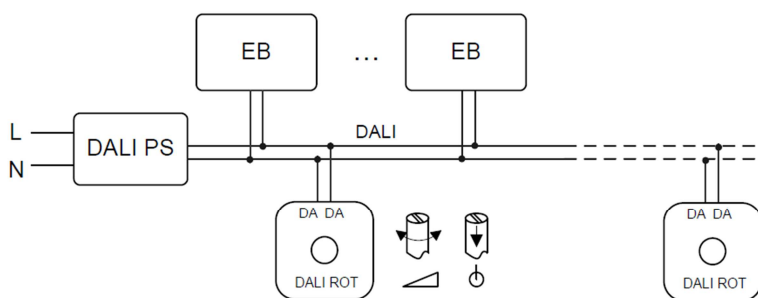 EB
...
EB
L
N
DALI PS
DALI
DA DA
DALI ROT
DA DA
DALI ROT